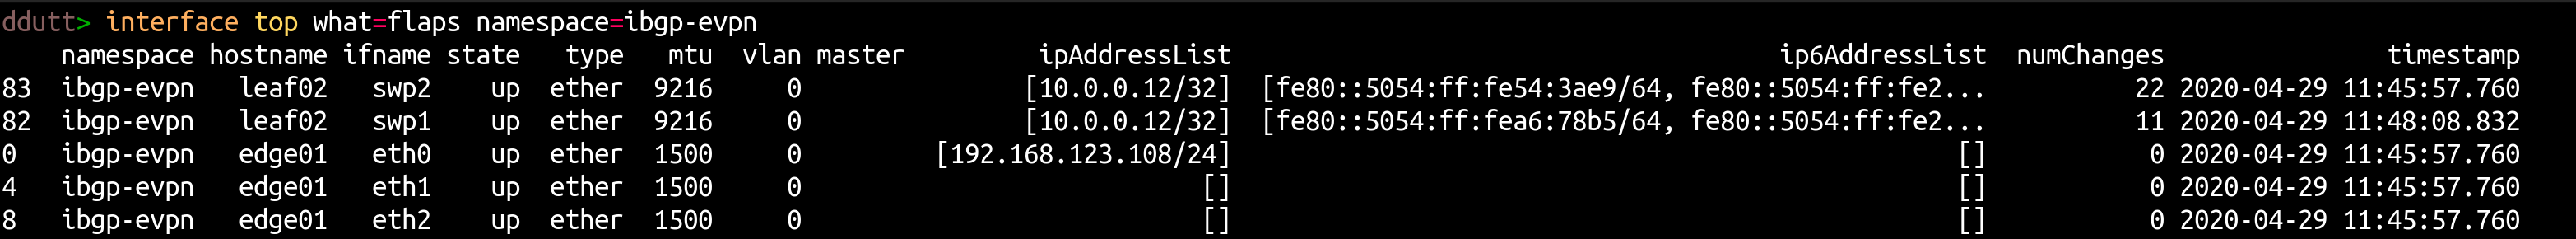 ddutt> interface top what=flaps namespace=ibgp-evpn
namespace hostname ifname state type mtu vlan master ipAddressList ip6AddressList numChanges timestamp
83 ibgp-evpn leaf02 swp2 up ether 9216 0 [10.0.0.12/32] [fe80::5054:ff:fe54:3ae9/64, fe80::5054:ff:fe2... 22 2020-04-29 11:45:57.760
82 ibgp-evpn leaf02 swp1 up ether 9216 0 [10.0.0.12/32] [fe80::5054:ff:fea6:78b5/64, fe80::5054:ff:fe2... 11 2020-04-29 11:48:08.832
0 ibgp-evpn edge01 eth0 up ether 1500 0 [192.168.123.108/24] [] 0 2020-04-29 11:45:57.760
4 ibgp-evpn edge01 eth1 up ether 1500 0 [] [] 0 2020-04-29 11:45:57.760
8 ibgp-evpn edge01 eth2 up ether 1500 0 [] [] 0 2020-04-29 11:45:57.760